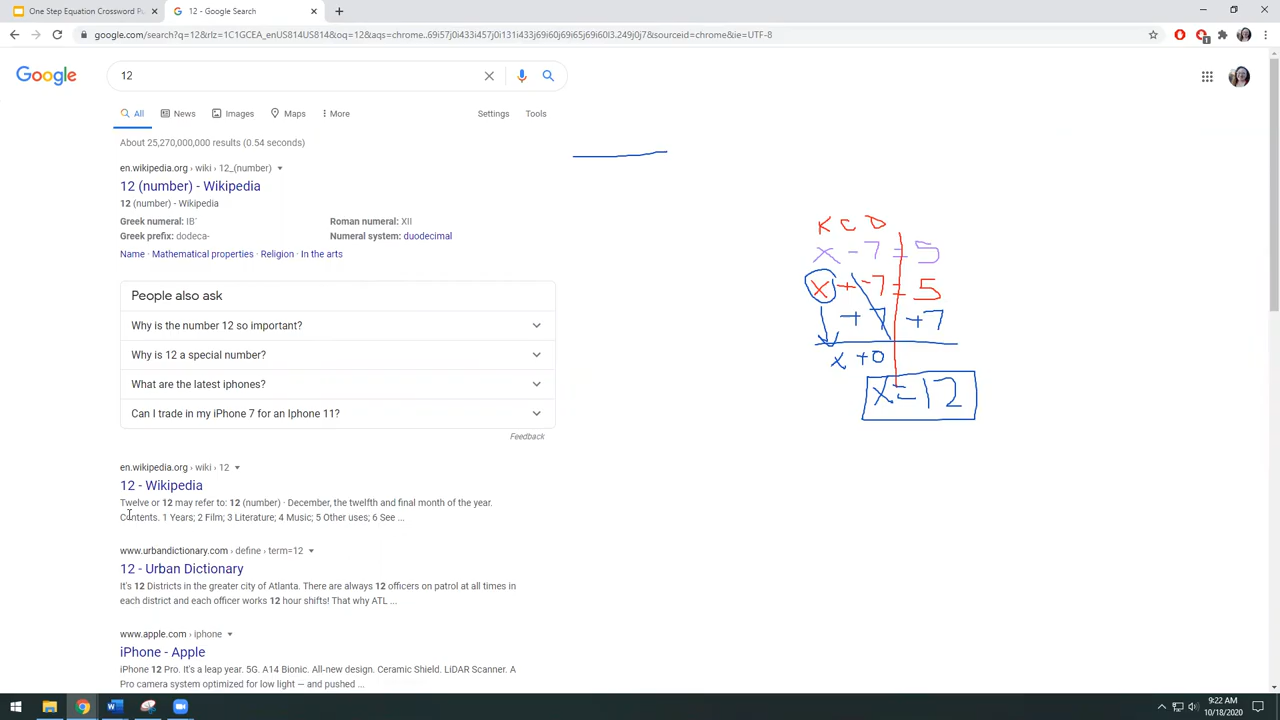 One Step Equation Crossword Pu
12 - Google Search
google.com/search?q=12&rlz=1C1GCEA_enUS814US814&oq=12&aqs=chrome..69i57j0i433i457j0i131i433j69i60j69i65j69i60l3.249j0j7&sourceid=chrome&ie=UTF-8
Google
12
All
News
Images
Maps
More
Settings
Tools
About 25,270,000,000 results (0.54 seconds)
en.wikipedia.org › wiki › 12_(number)
12 (number) - Wikipedia
12 (number) - Wikipedia
Greek numeral: IB´
Roman numeral: XII
Greek prefix: dodeca-
Numeral system: duodecimal
Name · Mathematical properties · Religion · In the arts
People also ask
Why is the number 12 so important?
Why is 12 a special number?
What are the latest iphones?
Can I trade in my iPhone 7 for an Iphone 11?
Feedback
en.wikipedia.org › wiki › 12
12 - Wikipedia
Twelve or 12 may refer to: 12 (number) · December, the twelfth and final month of the year.
Contents. 1 Years; 2 Film; 3 Literature; 4 Music; 5 Other uses; 6 See ...
www.urbandictionary.com › define › term=12
12 - Urban Dictionary
It's 12 Districts in the greater city of Atlanta. There are always 12 officers on patrol at all times in
each district and each officer works 12 hour shifts! That why ATL ...
www.apple.com › iphone
iPhone - Apple
iPhone 12 Pro. It's a leap year. 5G. A14 Bionic. All-new design. Ceramic Shield. LiDAR Scanner. A
Pro camera system optimized for low light — and pushed ...
K C O
x - 7 = 5
x + -7 = 5
+ 7 +7
x + 0
x = 12
9:22 AM
10/18/2020